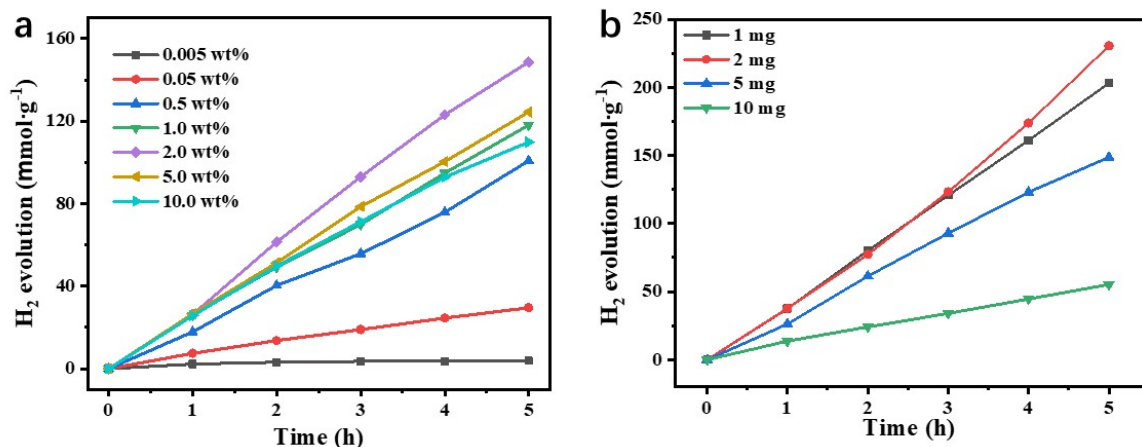 a
H₂ evolution (mmol·g⁻¹)
160
120
80
40
0
0.005 wt%
0.05 wt%
0.5 wt%
1.0 wt%
2.0 wt%
5.0 wt%
10.0 wt%
0 1 2 3 4 5
Time (h)
b
H₂ evolution (mmol·g⁻¹)
250
200
150
100
50
0
1 mg
2 mg
5 mg
10 mg
0 1 2 3 4 5
Time (h)